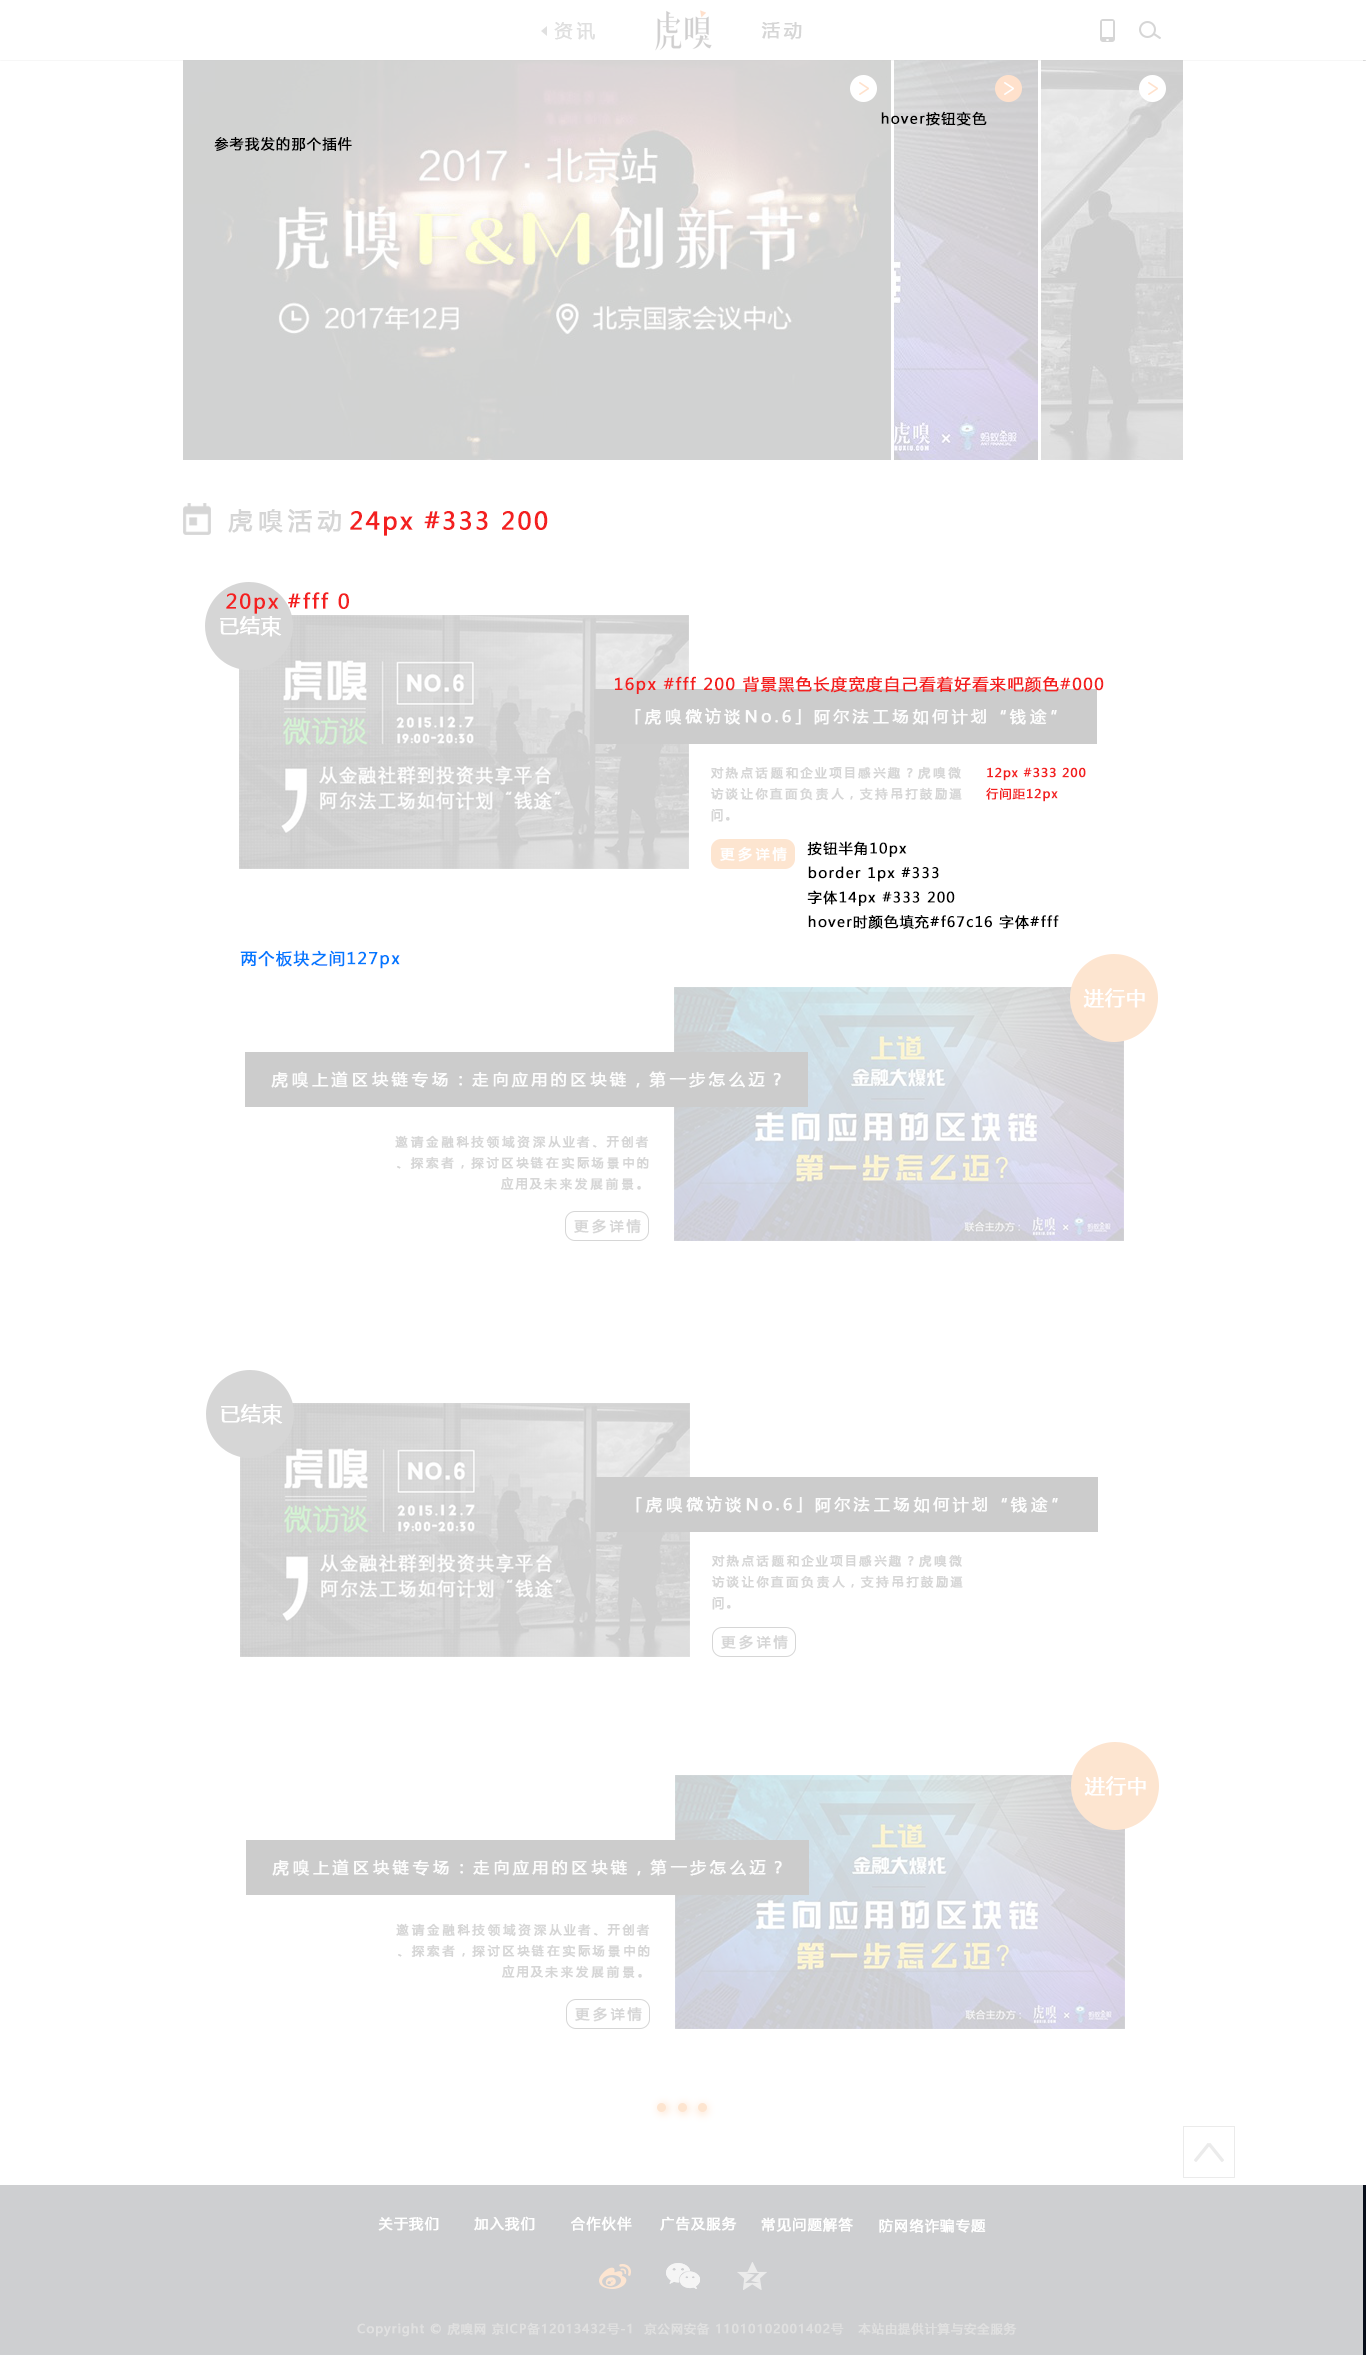 资讯
虎嗅
活动
参考我发的那个插件
hover按钮变色
2017 · 北京站
虎嗅F&M创新节
2017年12月
北京国家会议中心
虎嗅 × 蚂蚁金服
虎嗅活动 24px #333 200
20px #fff 0
已结束
虎嗅 NO.6
微访谈 2015.12.7
19:00-20:30
从金融社群到投资共享平台
阿尔法工场如何计划“钱途”
16px #fff 200 背景黑色长度宽度自己看着好看来吧颜色#000
「虎嗅微访谈No.6」阿尔法工场如何计划 “钱途”
对热点话题和企业项目感兴趣？虎嗅微
访谈让你直面负责人，支持吊打鼓励逼
问。
12px #333 200
行间距12px
更多详情
按钮半角10px
border 1px #333
字体14px #333 200
hover时颜色填充#f67c16 字体#fff
两个板块之间127px
进行中
上道
金融大爆炸
走向应用的区块链
第一步怎么迈?
联合主办方： 虎嗅 × 蚂蚁金服
虎嗅上道区块链专场：走向应用的区块链，第一步怎么迈？
邀请金融科技领域资深从业者、开创者
、探索者，探讨区块链在实际场景中的
应用及未来发展前景。
更多详情
已结束
虎嗅 NO.6
微访谈 2015.12.7
19:00-20:30
从金融社群到投资共享平台
阿尔法工场如何计划“钱途”
「虎嗅微访谈No.6」阿尔法工场如何计划 “钱途”
对热点话题和企业项目感兴趣？虎嗅微
访谈让你直面负责人，支持吊打鼓励逼
问。
更多详情
进行中
上道
金融大爆炸
走向应用的区块链
第一步怎么迈?
联合主办方： 虎嗅 × 蚂蚁金服
虎嗅上道区块链专场：走向应用的区块链，第一步怎么迈？
邀请金融科技领域资深从业者、开创者
、探索者，探讨区块链在实际场景中的
应用及未来发展前景。
更多详情
关于我们 加入我们 合作伙伴 广告及服务 常见问题解答 防网络诈骗专题
Copyright © 虎嗅网 京ICP备12013432号-1 京公网安备 11010102001402号 本站由提供计算与安全服务